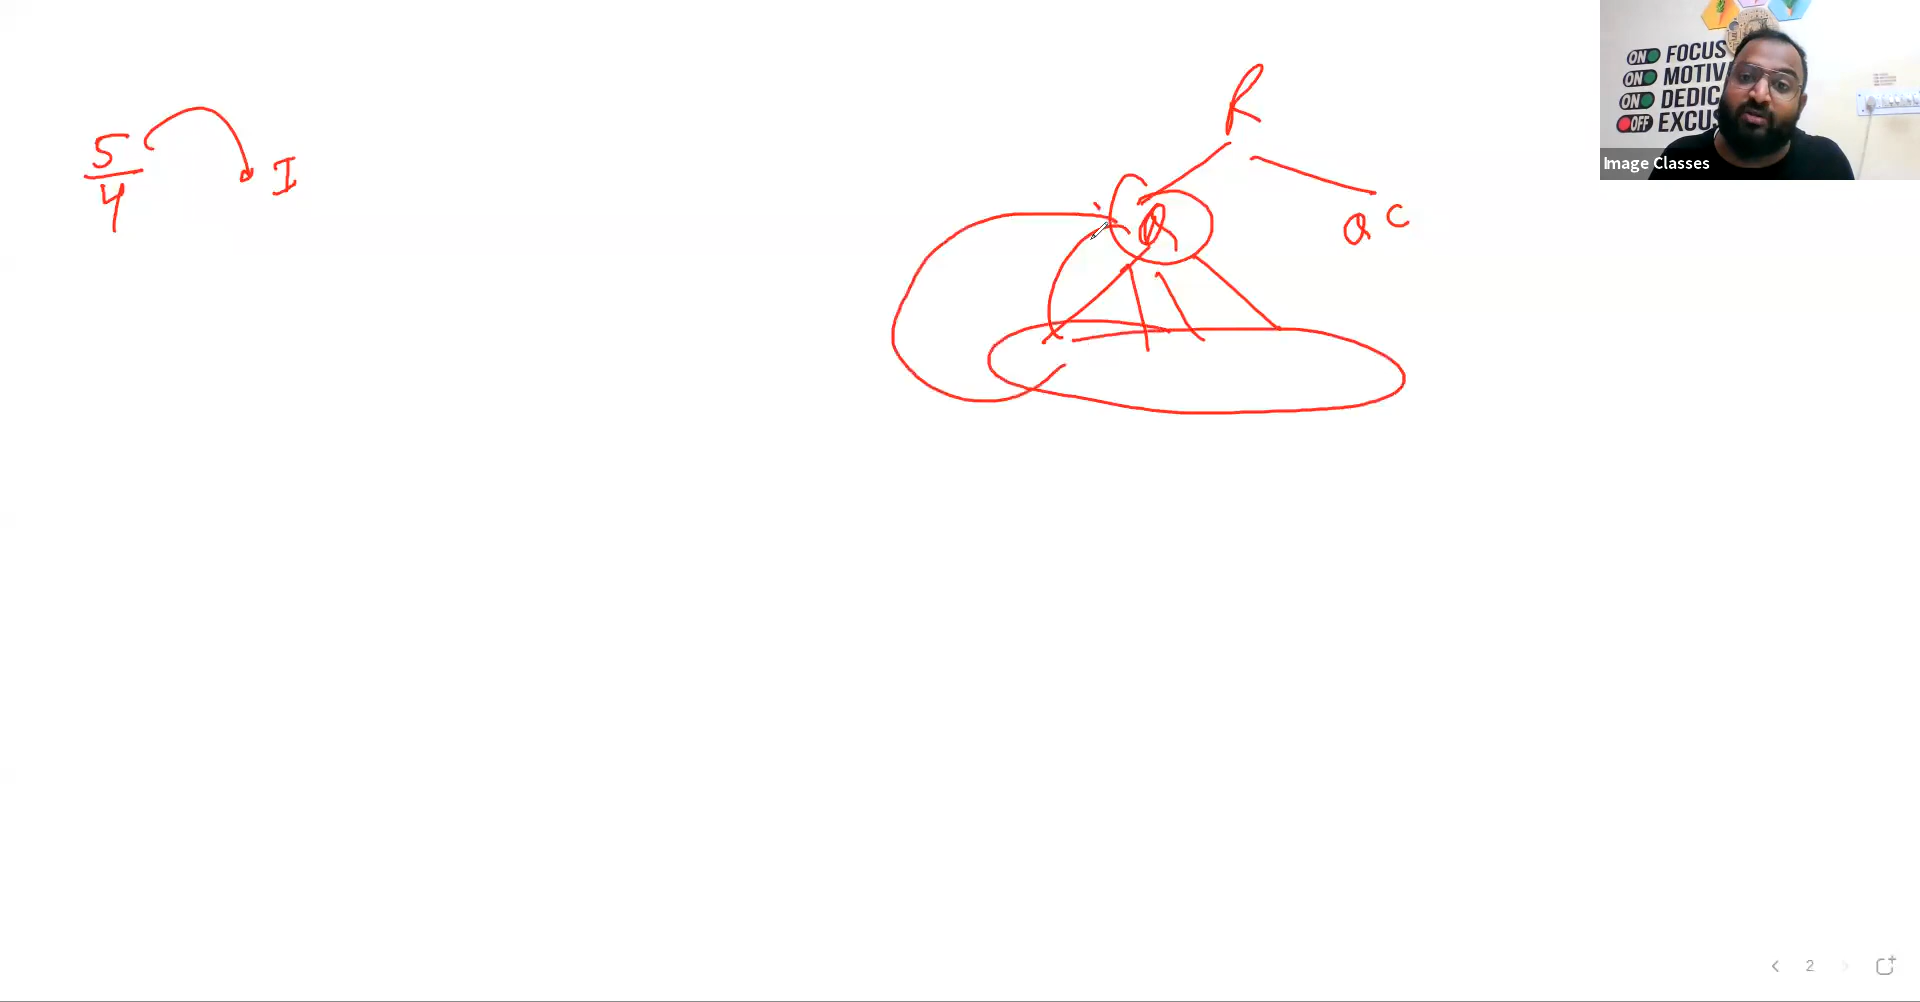 5
4
I
R
Q
Q C
ON FOCUS
ON MOTIV
ON DEDIC
OFF EXCUS
Image Classes
2